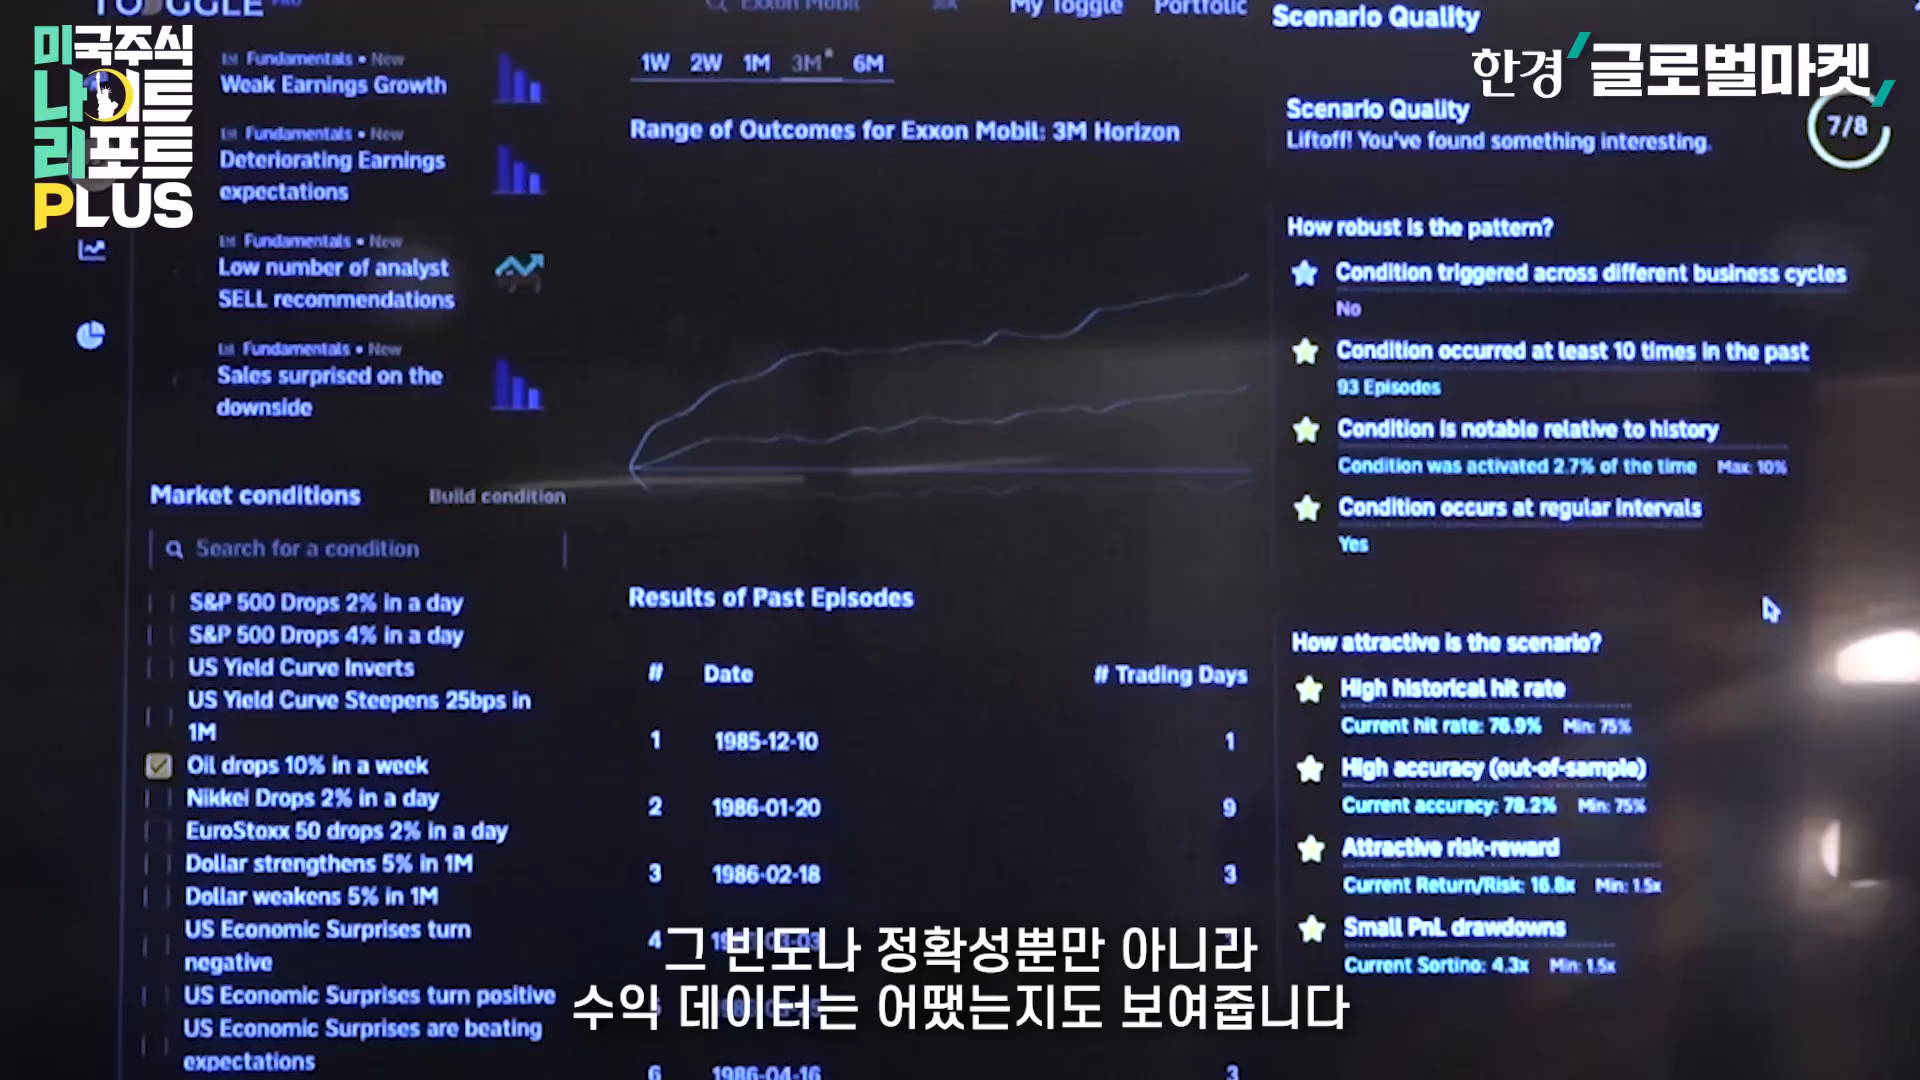 TOGGLE PRO
Exxon Mobil
My Toggle
Portfolio
미국주식
나이트
리포트
PLUS
한경 글로벌마켓
Fundamentals • New
Weak Earnings Growth
Fundamentals • New
Deteriorating Earnings
expectations
Fundamentals • New
Low number of analyst
SELL recommendations
Fundamentals • New
Sales surprised on the
downside
Market conditions
Build condition
Search for a condition
S&P 500 Drops 2% in a day
S&P 500 Drops 4% in a day
US Yield Curve Inverts
US Yield Curve Steepens 25bps in
1M
Oil drops 10% in a week
Nikkei Drops 2% in a day
EuroStoxx 50 drops 2% in a day
Dollar strengthens 5% in 1M
Dollar weakens 5% in 1M
US Economic Surprises turn
negative
US Economic Surprises turn positive
US Economic Surprises are beating
expectations
1W 2W 1M 3M 6M
Range of Outcomes for Exxon Mobil: 3M Horizon
Results of Past Episodes
# Date # Trading Days
1 1985-12-10 1
2 1986-01-20 9
3 1986-02-18 3
4
6 1986-04-16 3
Scenario Quality
Scenario Quality
Liftoff! You've found something interesting.
7/8
How robust is the pattern?
Condition triggered across different business cycles
No
Condition occurred at least 10 times in the past
93 Episodes
Condition is notable relative to history
Condition was activated 2.7% of the time Max: 10%
Condition occurs at regular intervals
Yes
How attractive is the scenario?
High historical hit rate
Current hit rate: 76.9% Min: 75%
High accuracy (out-of-sample)
Current accuracy: 78.2% Min: 75%
Attractive risk-reward
Current Return/Risk: 16.8x Min: 1.5x
Small PnL drawdowns
Current Sortino: 4.3x Min: 1.5x
그 빈도나 정확성뿐만 아니라
수익 데이터는 어땠는지도 보여줍니다